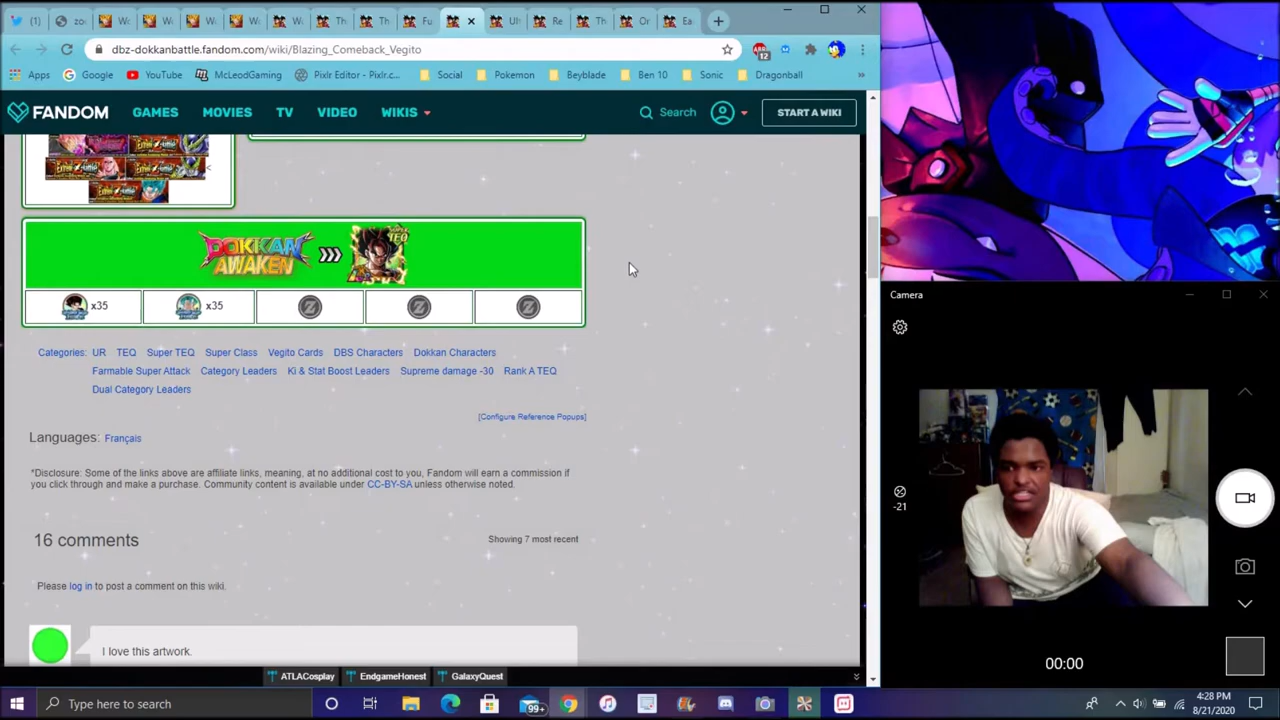 (1)
dbz-dokkanbattle.fandom.com/wiki/Blazing_Comeback_Vegito
12
Apps Google YouTube McLeodGaming Pixlr Editor - Pixlr.c... Social Pokemon Beyblade Ben 10 Sonic Dragonball
FANDOM GAMES MOVIES TV VIDEO WIKIS Search START A WIKI
DOKKAN AWAKEN SUPER TEQ
x35 x35 Z Z Z
Categories: UR TEQ Super TEQ Super Class Vegito Cards DBS Characters Dokkan Characters
Farmable Super Attack Category Leaders Ki & Stat Boost Leaders Supreme damage -30 Rank A TEQ
Dual Category Leaders
[Configure Reference Popups]
Languages: Français
*Disclosure: Some of the links above are affiliate links, meaning, at no additional cost to you, Fandom will earn a commission if
you click through and make a purchase. Community content is available under CC-BY-SA unless otherwise noted.
16 comments Showing 7 most recent
Please log in to post a comment on this wiki.
I love this artwork.
ATLACosplay EndgameHonest GalaxyQuest
Camera
-21
00:00
Type here to search
99+
4:28 PM
8/21/2020